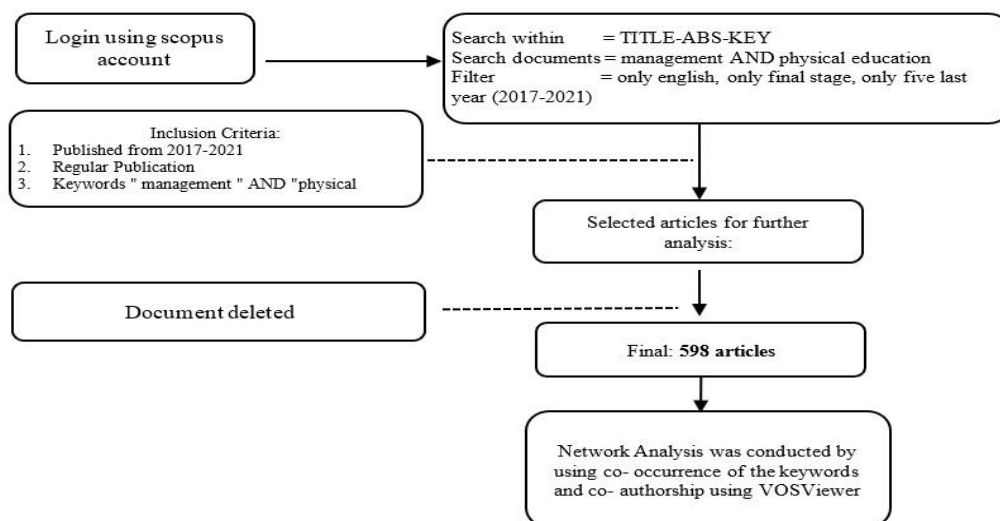 Login using scopus
account
Search within = TITLE-ABS-KEY
Search documents = management AND physical education
Filter = only english, only final stage, only five last
year (2017-2021)
Inclusion Criteria:
1. Published from 2017-2021
2. Regular Publication
3. Keywords " management " AND "physical
Selected articles for further
analysis:
Document deleted
Final: 598 articles
Network Analysis was conducted by
using co- occurrence of the keywords
and co- authorship using VOSViewer